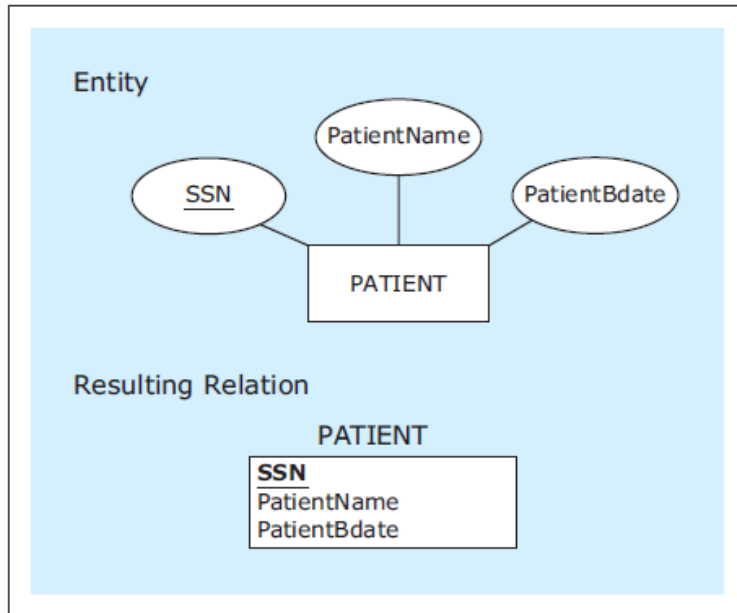 Entity
PatientName
SSN
PatientBdate
PATIENT
Resulting Relation
PATIENT
SSN
PatientName
PatientBdate